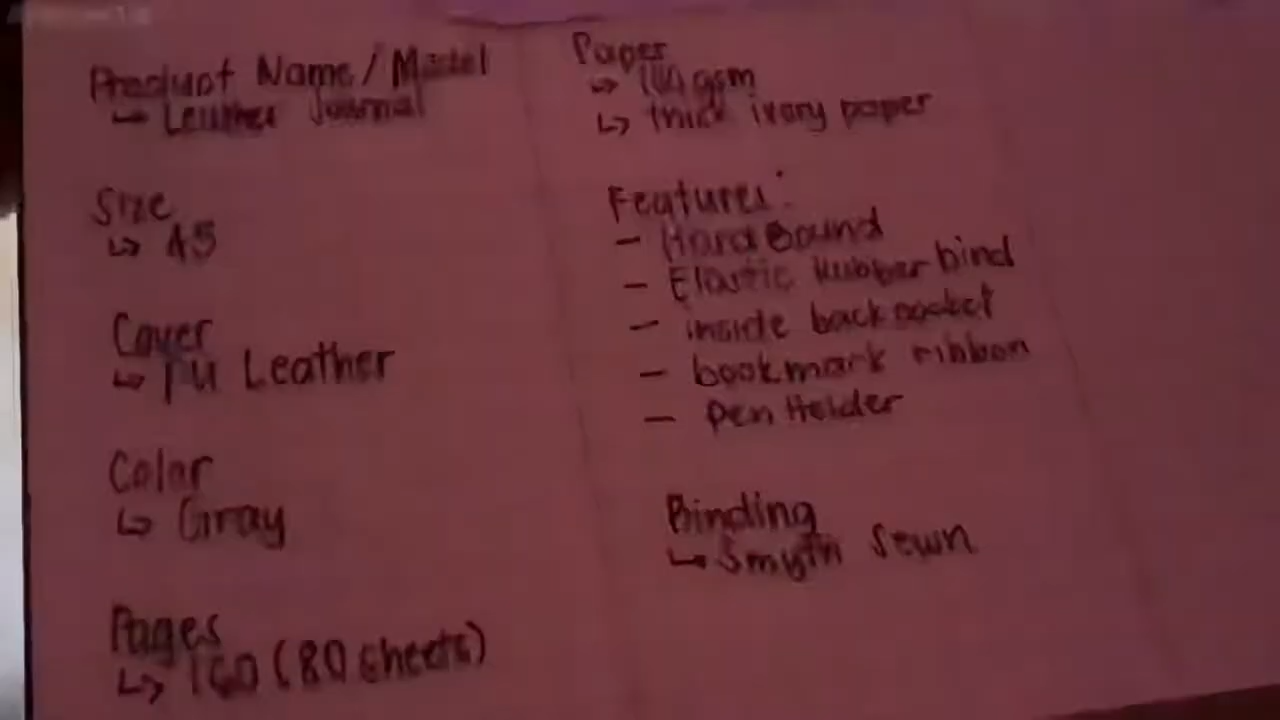 Product Name / Model
↳ Leather Journal
Size
↳ A5
Cover
↳ PU Leather
Color
↳ Gray
Pages
↳ 160 (80 sheets)
Paper
↳ gsm
↳ thick ivory paper
Features:
- Hard Bound
- Elastic Rubber bind
- inside back pocket
- bookmark ribbon
- Pen Holder
Binding
↳ Smyth Sewn